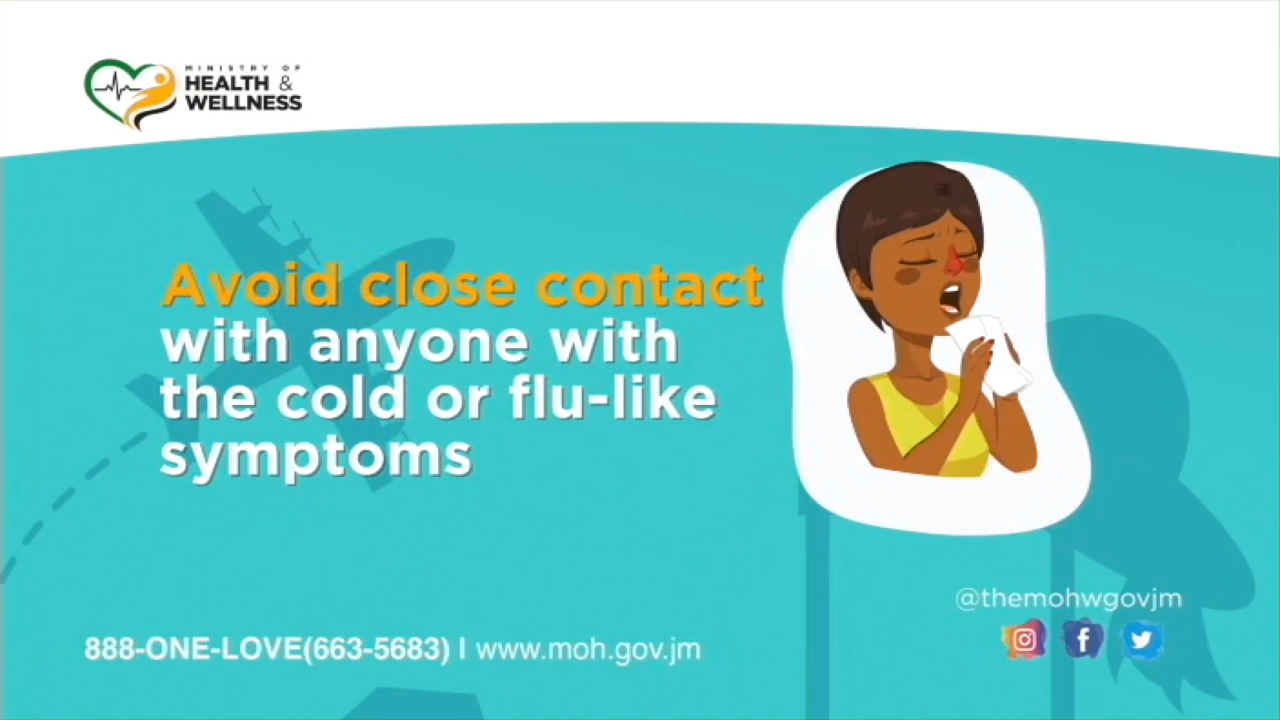 MINISTRY OF
HEALTH &
WELLNESS
Avoid close contact
with anyone with
the cold or flu-like
symptoms
@themohwgovjm
888-ONE-LOVE(663-5683) I www.moh.gov.jm